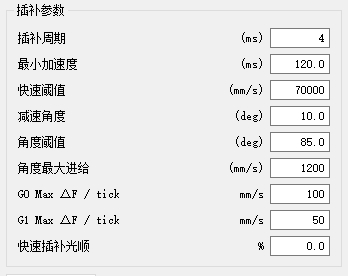 插补参数
插补周期 (ms) 4
最小加速度 (ms) 120.0
快速阈值 (mm/s) 70000
减速角度 (deg) 10.0
角度阈值 (deg) 85.0
角度最大进给 (mm/s) 1200
G0 Max △F / tick mm/s 100
G1 Max △F / tick mm/s 50
快速插补光顺 % 0.0